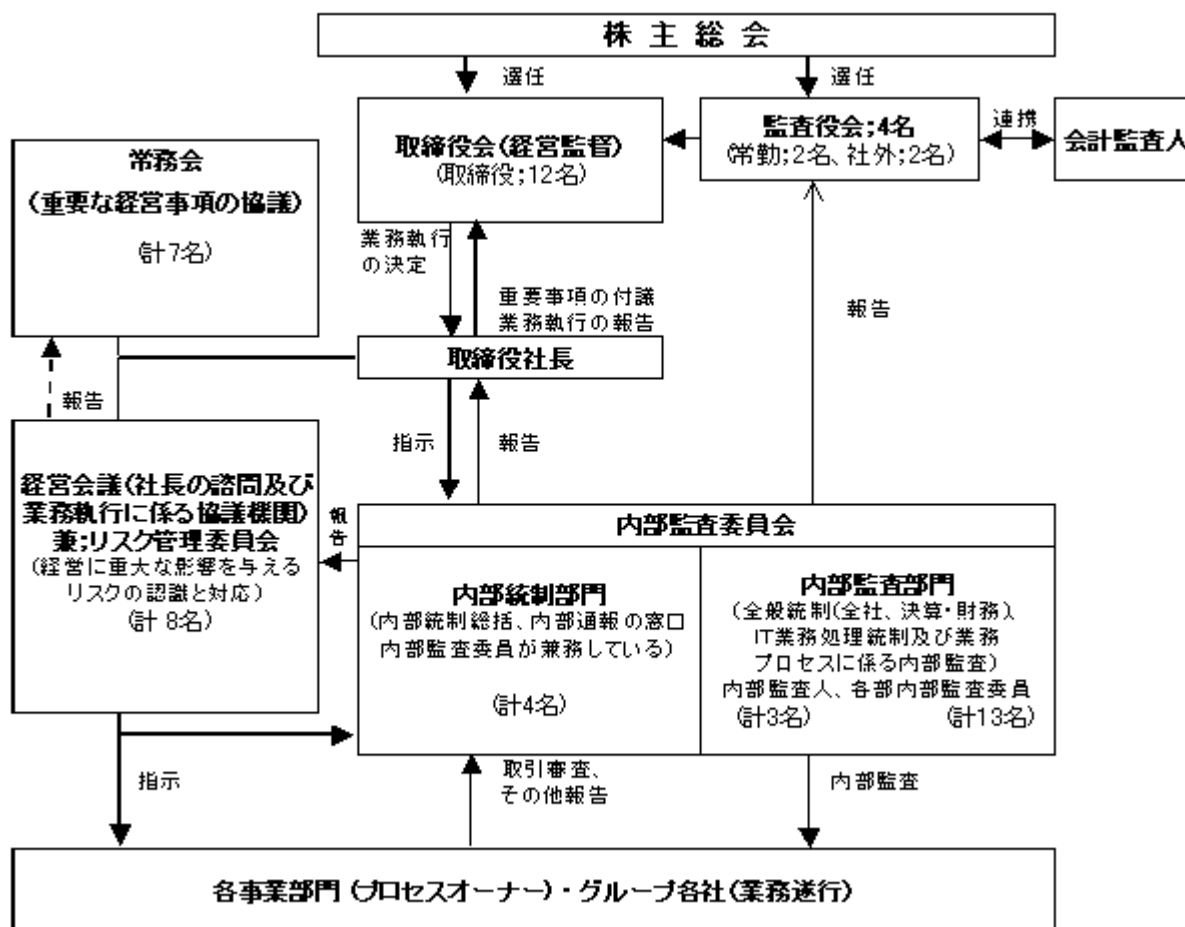 株 主 総 会
選任
選任
取締役会(経営監督)
(取締役;12名)
監査役会;4名
(常勤;2名、社外;2名)
連携
会計監査人
常務会
(重要な経営事項の協議)
(計7名)
業務執行
の決定
重要事項の付議
業務執行の報告
報告
取締役社長
報告
指示
報告
経営会議(社長の諮問及び
業務執行に係る協議機関)
兼;リスク管理委員会
(経営に重大な影響を与える
リスクの認識と対応)
(計 8名)
報告
内部監査委員会
内部統制部門
(内部統制総括、内部通報の窓口
内部監査委員が兼務している)
(計4名)
内部監査部門
(全般統制(全社、決算・財務)、
IT業務処理統制及び業務
プロセスに係る内部監査)
内部監査人、各部内部監査委員
(計3名) (計13名)
指示
取引審査、
その他報告
内部監査
各事業部門(プロセスオーナー)・グループ各社(業務遂行)